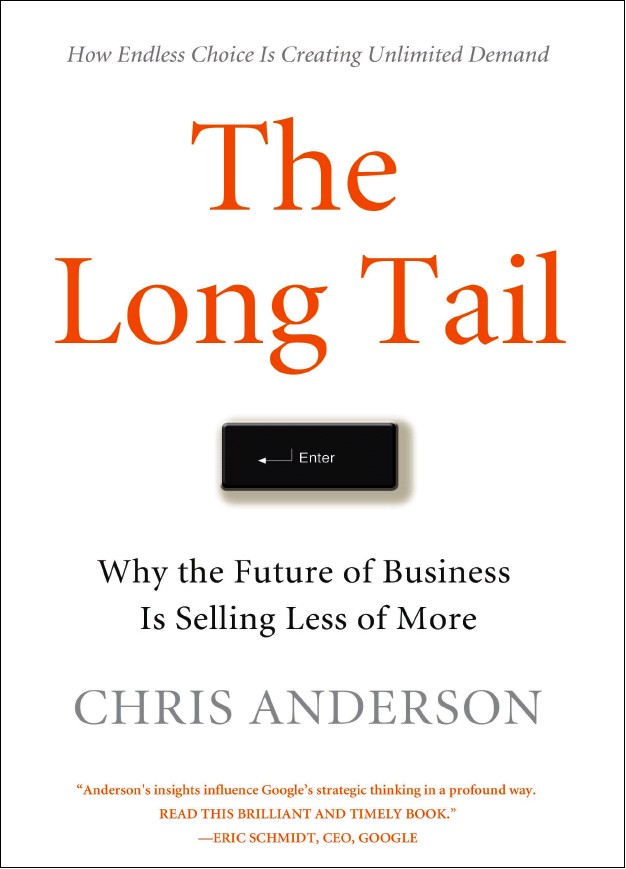 How Endless Choice Is Creating Unlimited Demand
The
Long Tail
Enter
Why the Future of Business
Is Selling Less of More
CHRIS ANDERSON
“Anderson's insights influence Google’s strategic thinking in a profound way.
READ THIS BRILLIANT AND TIMELY BOOK.”
—ERIC SCHMIDT, CEO, GOOGLE